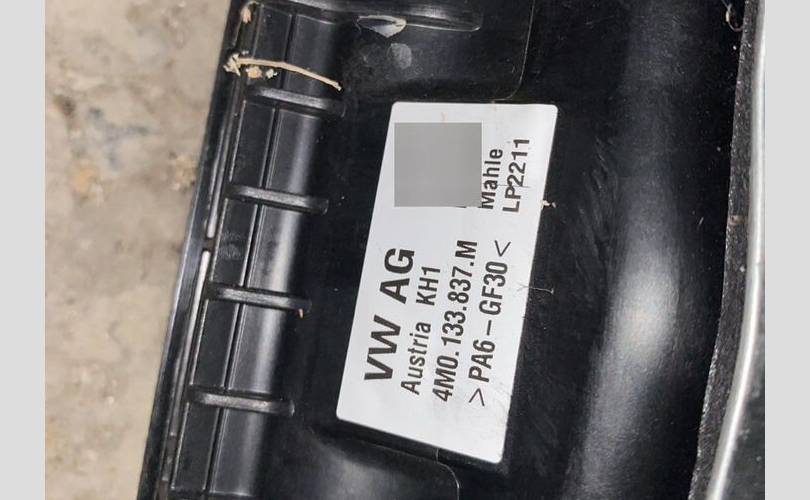 VW AG
Austria KH1
4M0.133.837.M
>PA6-GF30<
Mahle
LP2211